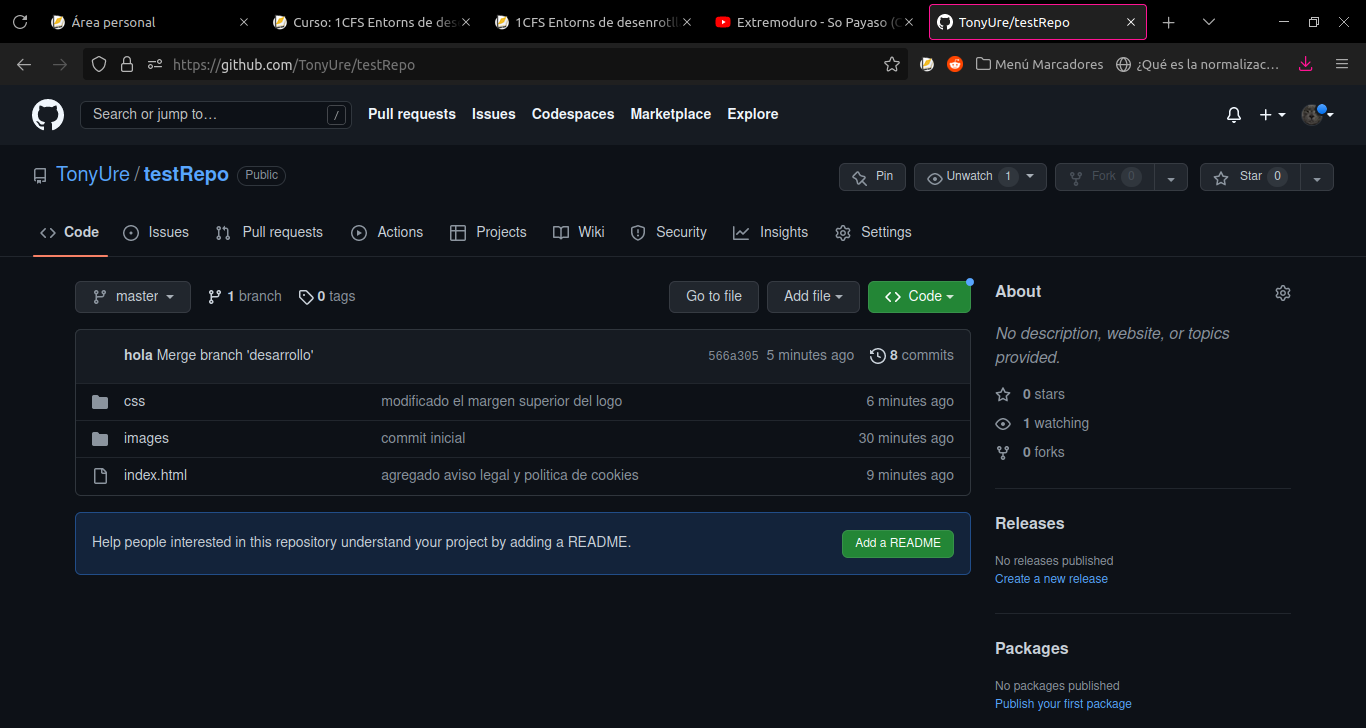 Área personal
Curso: 1CFS Entorns de des
1CFS Entorns de desenrotll
Extremoduro - So Payaso (C
TonyUre/testRepo
https://github.com/TonyUre/testRepo
Menú Marcadores
¿Qué es la normalizac...
Search or jump to... /
Pull requests
Issues
Codespaces
Marketplace
Explore
TonyUre / testRepo Public
Pin
Unwatch 1
Fork 0
Star 0
Code
Issues
Pull requests
Actions
Projects
Wiki
Security
Insights
Settings
master
1 branch
0 tags
Go to file
Add file
Code
hola Merge branch 'desarrollo' 566a305 5 minutes ago 8 commits
css modificado el margen superior del logo 6 minutes ago
images commit inicial 30 minutes ago
index.html agregado aviso legal y politica de cookies 9 minutes ago
Help people interested in this repository understand your project by adding a README.
Add a README
About
No description, website, or topics
provided.
0 stars
1 watching
0 forks
Releases
No releases published
Create a new release
Packages
No packages published
Publish your first package